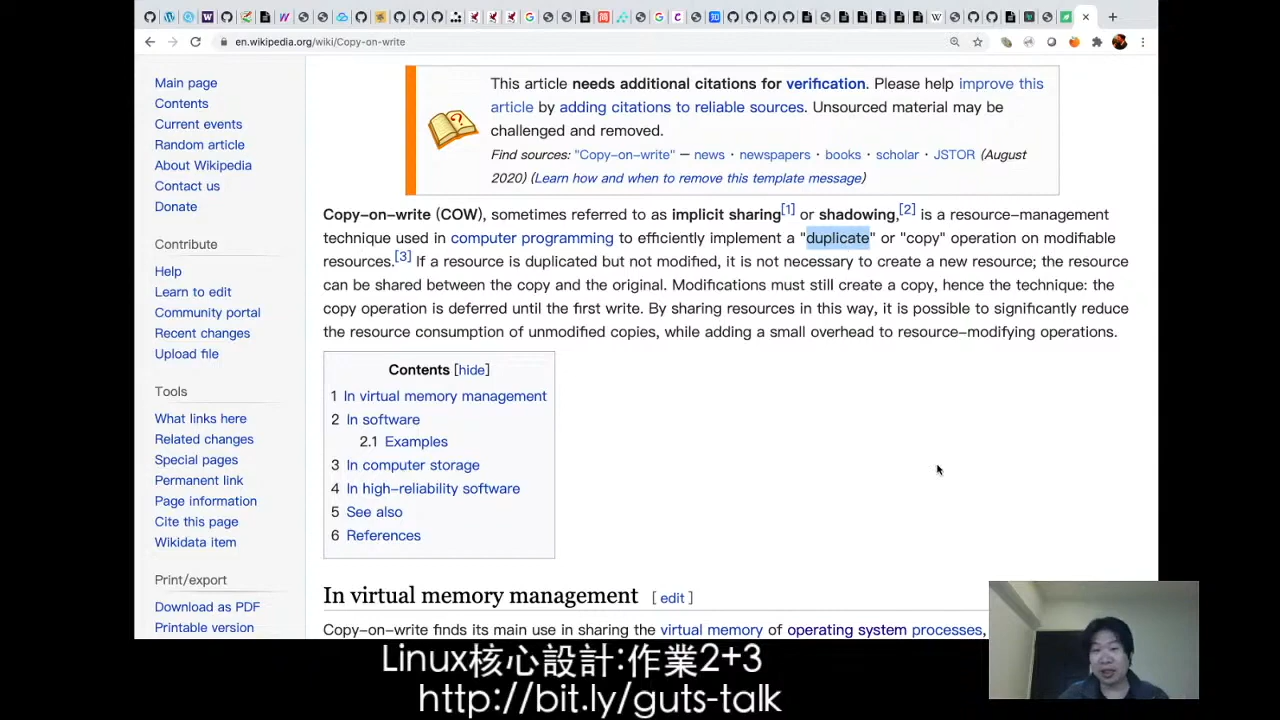 en.wikipedia.org/wiki/Copy-on-write
Main page
Contents
Current events
Random article
About Wikipedia
Contact us
Donate
Contribute
Help
Learn to edit
Community portal
Recent changes
Upload file
Tools
What links here
Related changes
Special pages
Permanent link
Page information
Cite this page
Wikidata item
Print/export
Download as PDF
Printable version
This article needs additional citations for verification. Please help improve this
article by adding citations to reliable sources. Unsourced material may be
challenged and removed.
Find sources: "Copy-on-write" – news · newspapers · books · scholar · JSTOR (August
2020) (Learn how and when to remove this template message)
Copy-on-write (COW), sometimes referred to as implicit sharing[1] or shadowing,[2] is a resource-management
technique used in computer programming to efficiently implement a "duplicate" or "copy" operation on modifiable
resources.[3] If a resource is duplicated but not modified, it is not necessary to create a new resource; the resource
can be shared between the copy and the original. Modifications must still create a copy, hence the technique: the
copy operation is deferred until the first write. By sharing resources in this way, it is possible to significantly reduce
the resource consumption of unmodified copies, while adding a small overhead to resource-modifying operations.
Contents [hide]
1 In virtual memory management
2 In software
2.1 Examples
3 In computer storage
4 In high-reliability software
5 See also
6 References
In virtual memory management [ edit ]
Copy-on-write finds its main use in sharing the virtual memory of operating system processes,
Linux核心設計:作業2+3
http://bit.ly/guts-talk